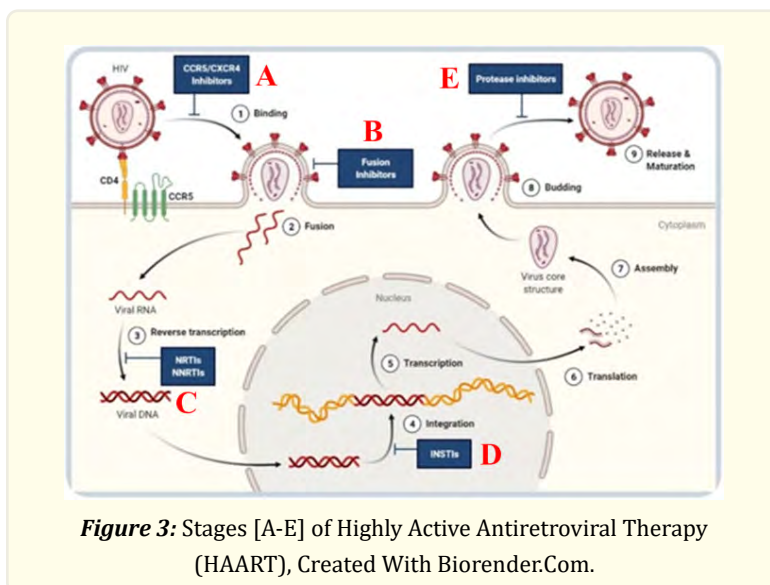 HIV
CCR5/CXCR4
Inhibitors
A
E
Protease inhibitors
1 Binding
B
Fusion
Inhibitors
9 Release &
Maturation
CD4
CCR5
8 Budding
Cytoplasm
2 Fusion
Virus core
structure
7 Assembly
Nucleus
Viral RNA
3 Reverse transcription
NRTIs
NNRTIs
5 Transcription
6 Translation
C
Viral DNA
4 Integration
INSTIs
D
Figure 3: Stages [A-E] of Highly Active Antiretroviral Therapy
(HAART), Created With Biorender.Com.